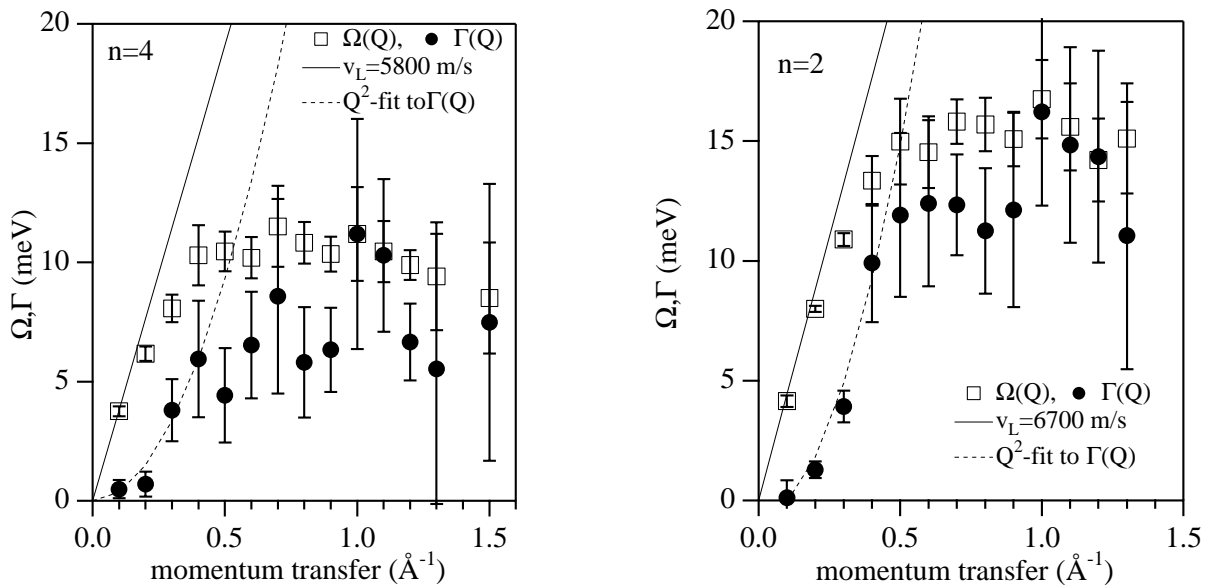 20
15
10
5
0
Ω,Γ (meV)
n=4
Ω(Q), Γ(Q)
v_L=5800 m/s
Q²-fit toΓ(Q)
0.0 0.5 1.0 1.5
momentum transfer (Å⁻¹)
20
15
10
5
0
Ω,Γ (meV)
n=2
Ω(Q), Γ(Q)
v_L=6700 m/s
Q²-fit to Γ(Q)
0.0 0.5 1.0 1.5
momentum transfer (Å⁻¹)